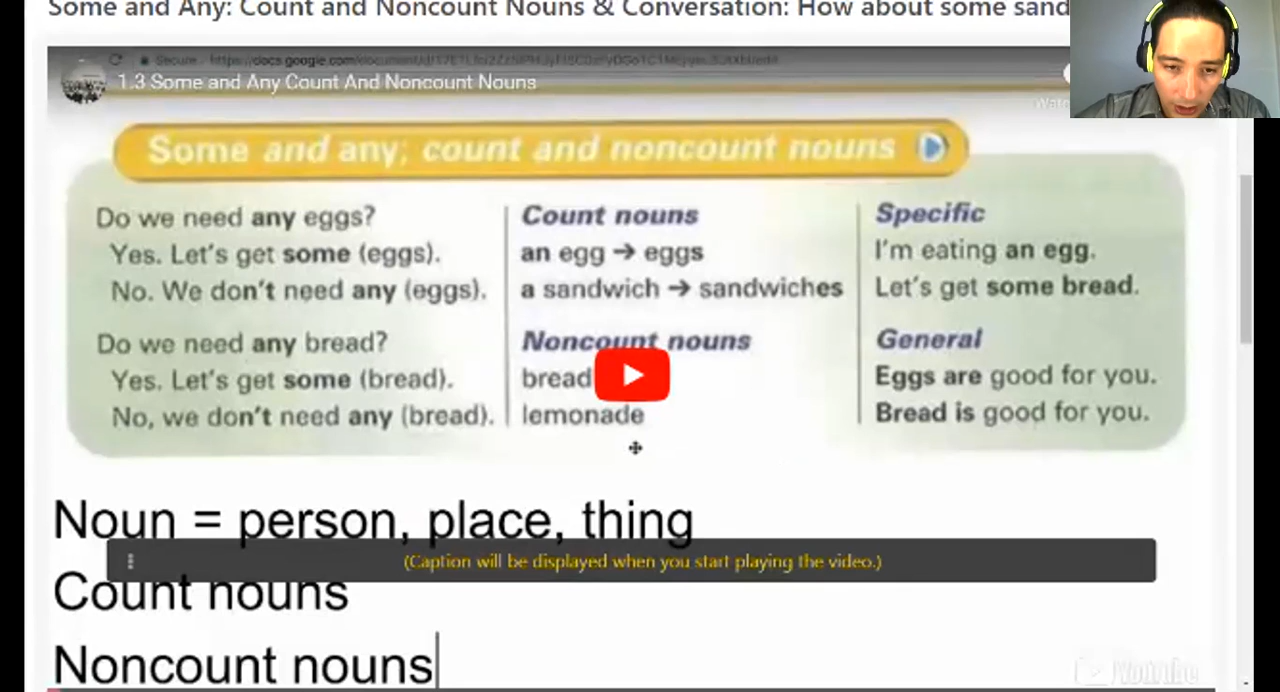 Some and Any: Count and Noncount Nouns & Conversation: How about some sand
1.3 Some and Any Count And Noncount Nouns
Some and any; count and noncount nouns
Do we need any eggs?
Yes. Let's get some (eggs).
No. We don't need any (eggs).
Do we need any bread?
Yes. Let's get some (bread).
No, we don't need any (bread).
Count nouns
an egg → eggs
a sandwich → sandwiches
Noncount nouns
bread
lemonade
Specific
I'm eating an egg.
Let's get some bread.
General
Eggs are good for you.
Bread is good for you.
Noun = person, place, thing
(Caption will be displayed when you start playing the video.)
Count nouns
Noncount nouns
YouTube